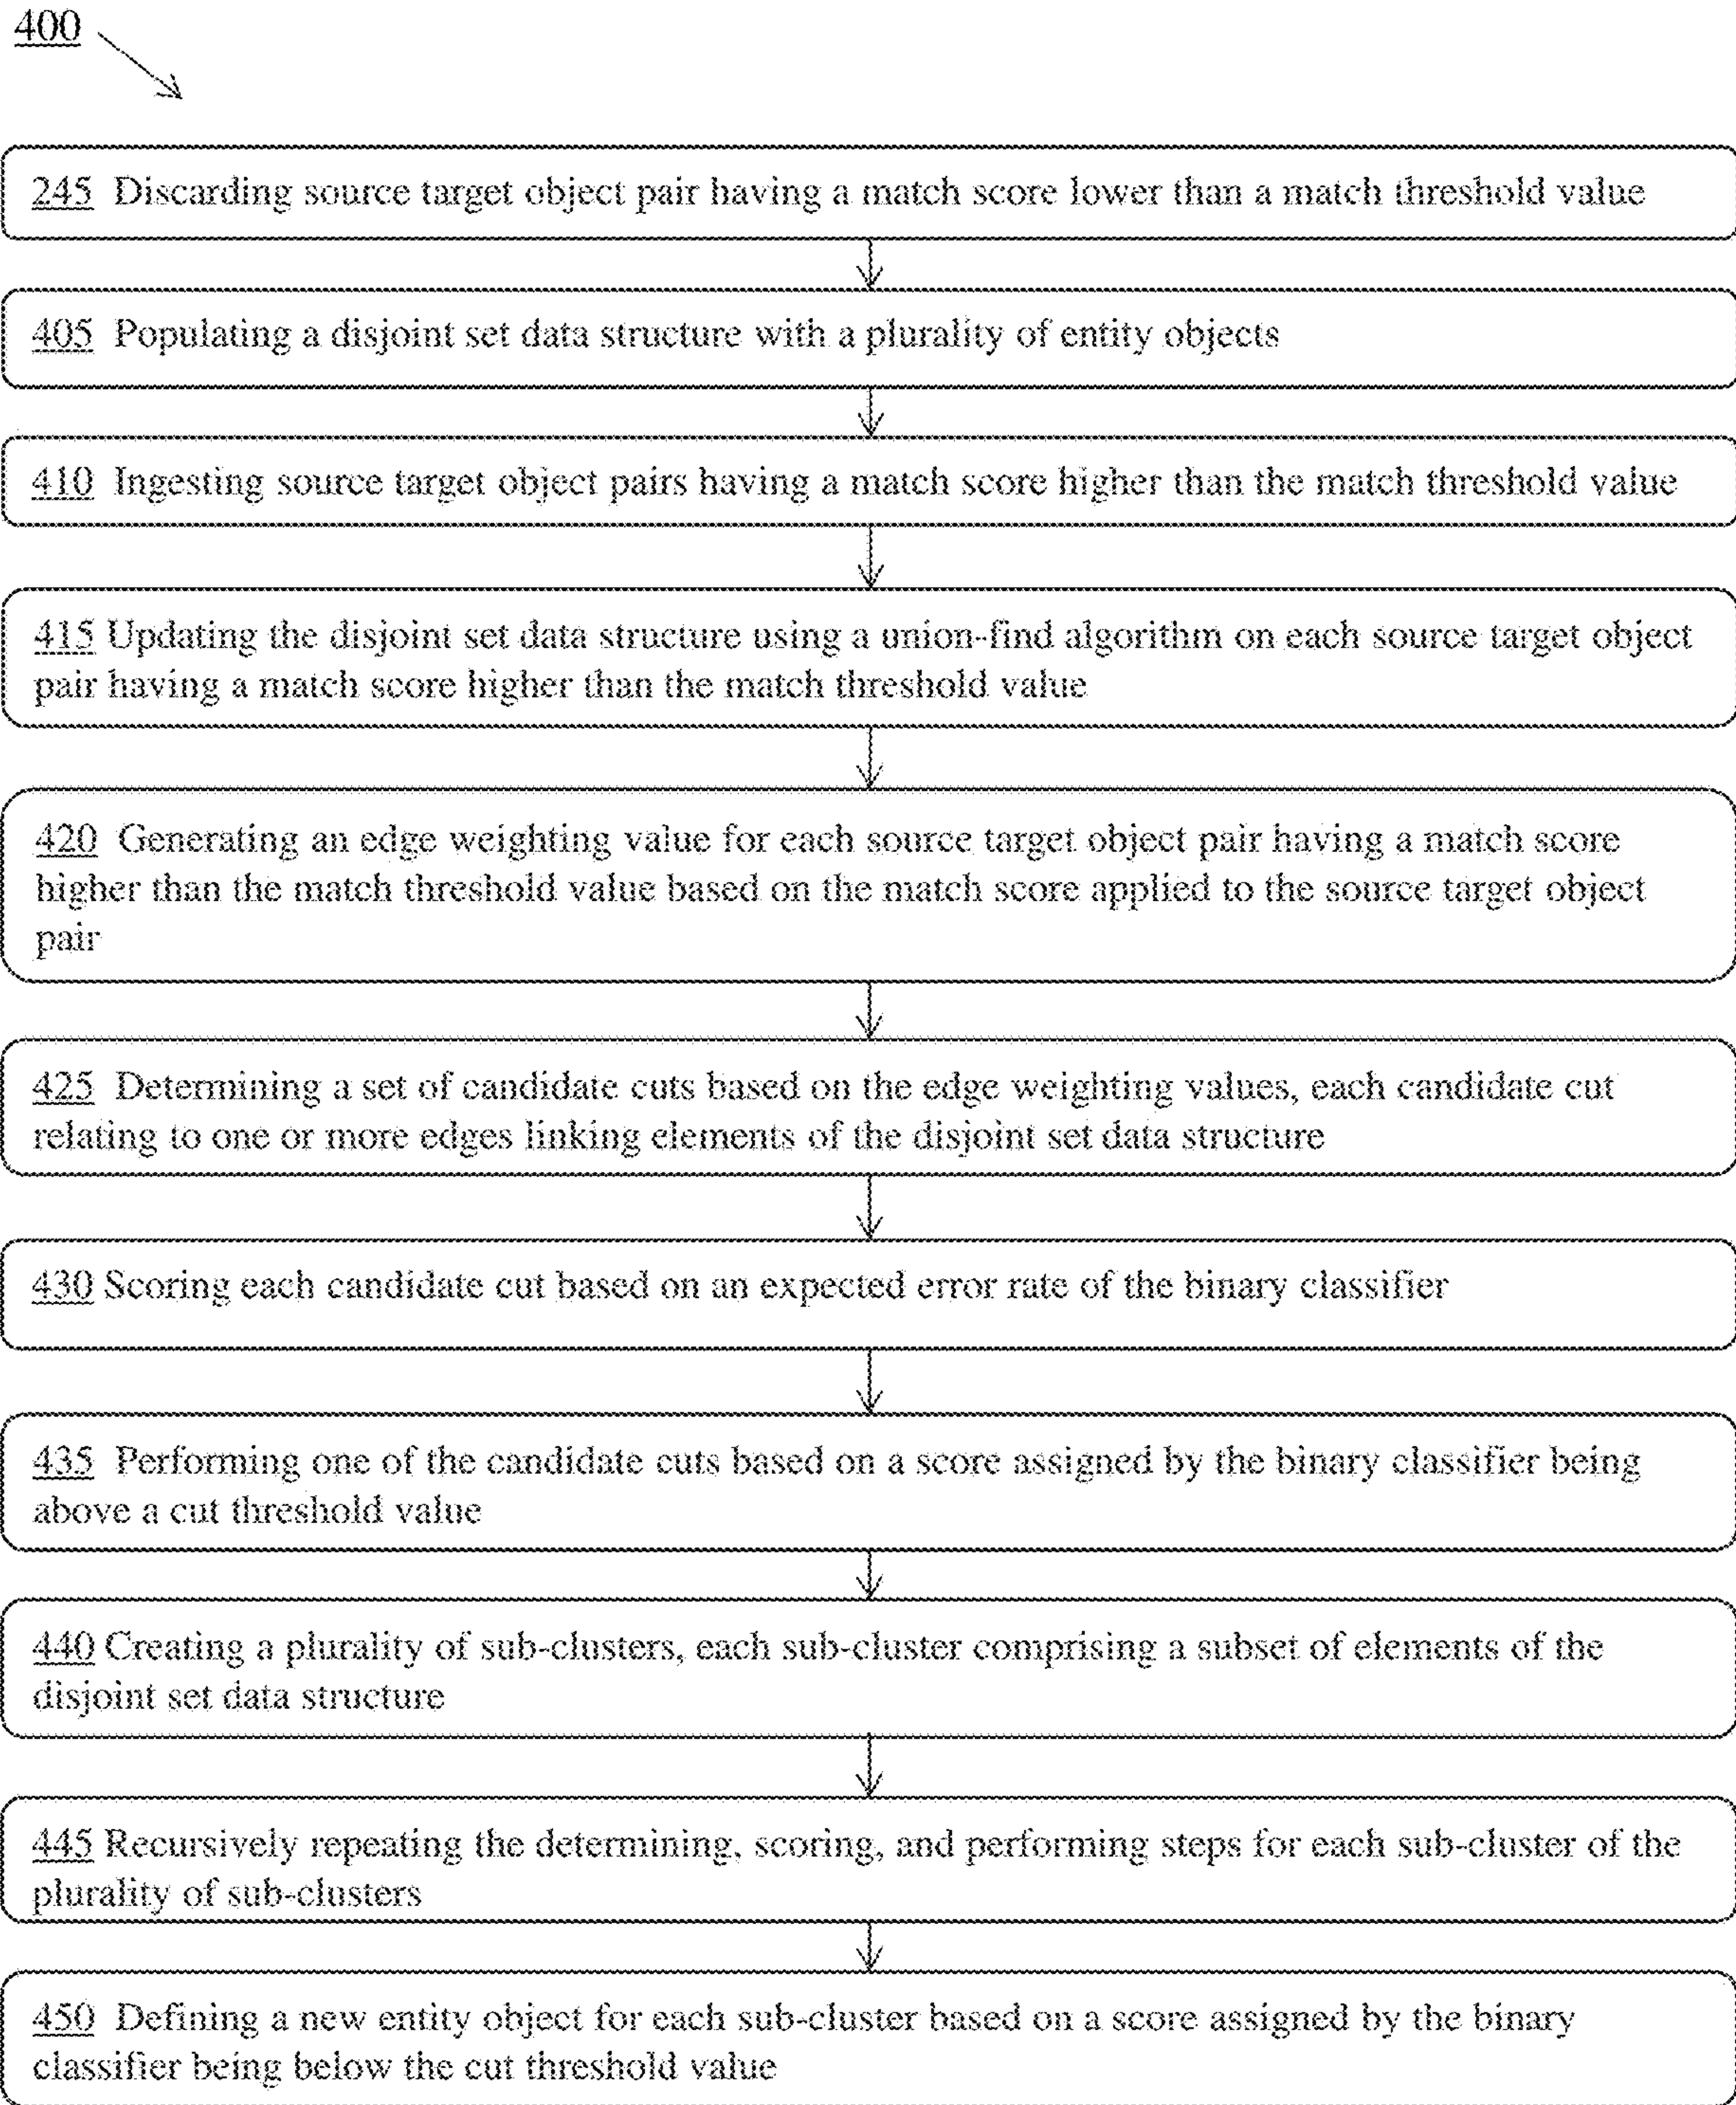 400
245 Discarding source target object pair having a match score lower than a match threshold value
405 Populating a disjoint set data structure with a plurality of entity objects
410 Ingesting source target object pairs having a match score higher than the match threshold value
415 Updating the disjoint set data structure using a union-find algorithm on each source target object
pair having a match score higher than the match threshold value
420 Generating an edge weighting value for each source target object pair having a match score
higher than the match threshold value based on the match score applied to the source target object
pair
425 Determining a set of candidate cuts based on the edge weighting values, each candidate cut
relating to one or more edges linking elements of the disjoint set data structure
430 Scoring each candidate cut based on an expected error rate of the binary classifier
435 Performing one of the candidate cuts based on a score assigned by the binary classifier being
above a cut threshold value
440 Creating a plurality of sub-clusters, each sub-cluster comprising a subset of elements of the
disjoint set data structure
445 Recursively repeating the determining, scoring, and performing steps for each sub-cluster of the
plurality of sub-clusters
450 Defining a new entity object for each sub-cluster based on a score assigned by the binary
classifier being below the cut threshold value